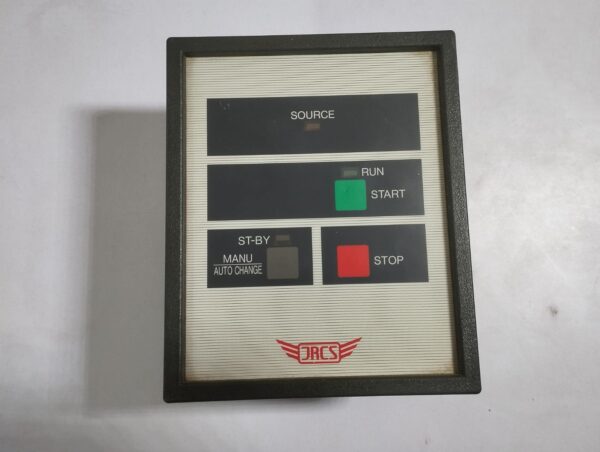 SOURCE
RUN
START
ST-BY
MANU
AUTO CHANGE
STOP
JRCS